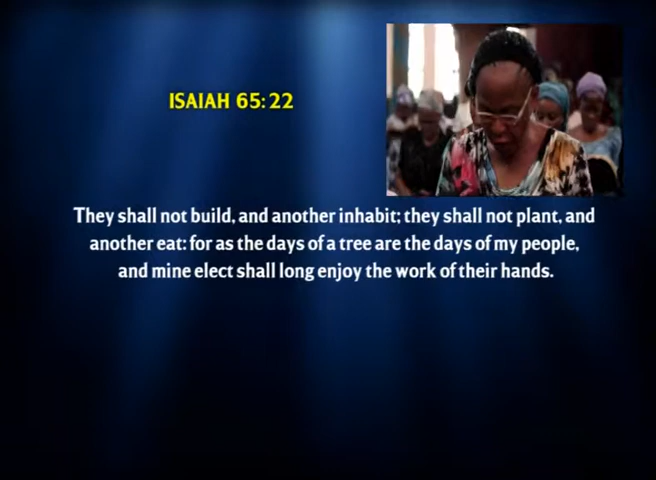 ISAIAH 65:22
They shall not build, and another inhabit; they shall not plant, and
another eat: for as the days of a tree are the days of my people,
and mine elect shall long enjoy the work of their hands.